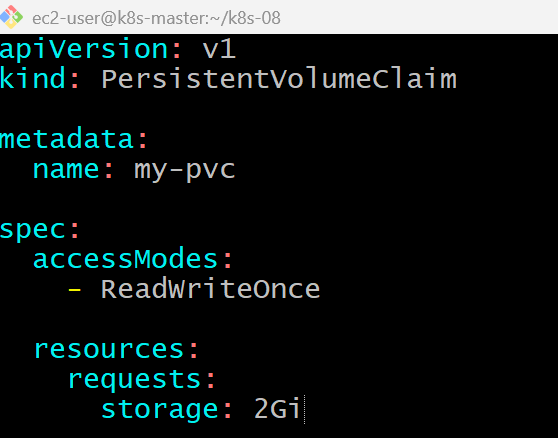 ec2-user@k8s-master:~/k8s-08
apiVersion: v1
kind: PersistentVolumeClaim
metadata:
  name: my-pvc
spec:
  accessModes:
    - ReadWriteOnce
  resources:
    requests:
      storage: 2Gi